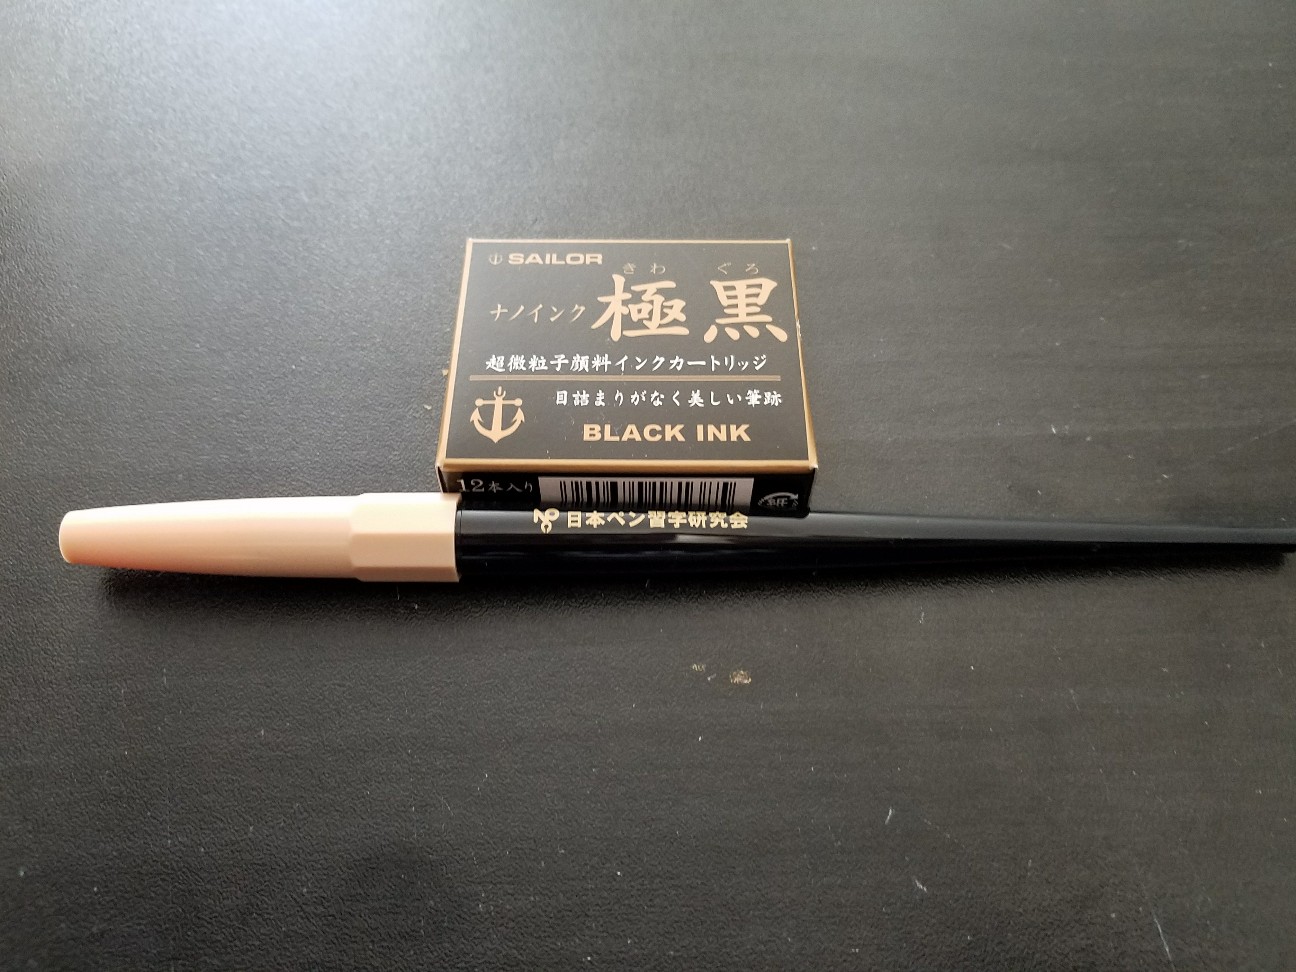 SAILOR
きわ ぐろ
ナノインク 極黒
超微粒子顔料インクカートリッジ
目詰まりがなく美しい筆跡
BLACK INK
12本入り
日本ペン習字研究会